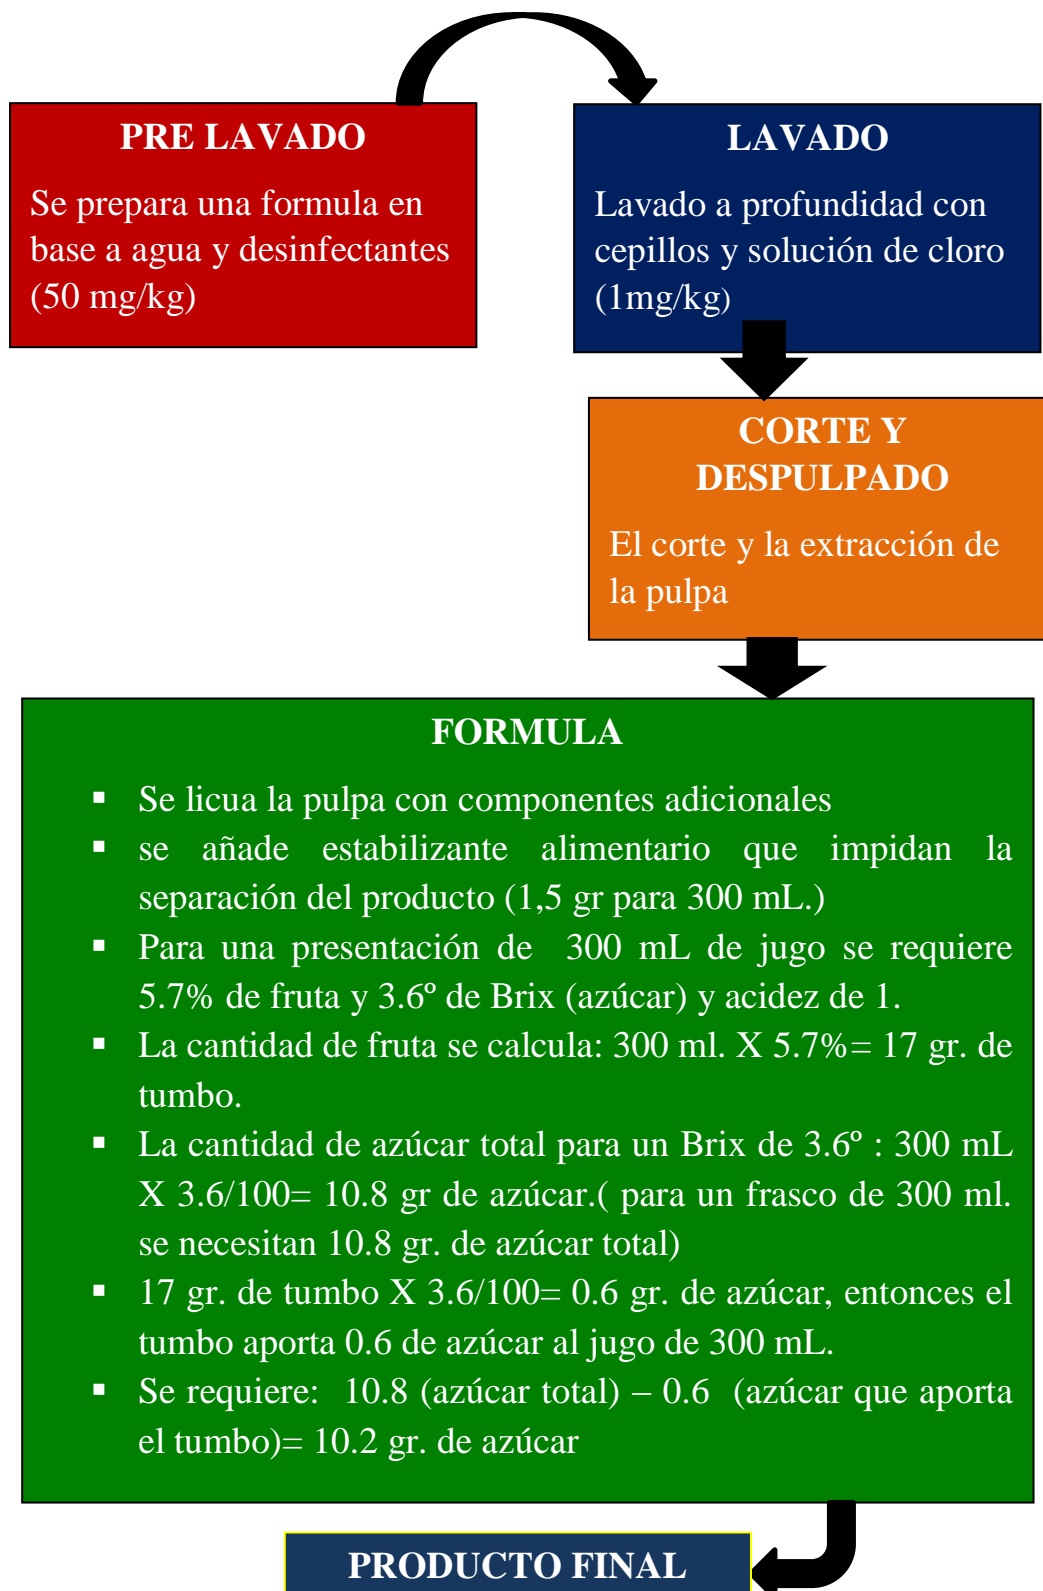 PRE LAVADO
Se prepara una formula en
base a agua y desinfectantes
(50 mg/kg)
LAVADO
Lavado a profundidad con
cepillos y solución de cloro
(1mg/kg)
CORTE Y
DESPULPADO
El corte y la extracción de
la pulpa
FORMULA
▪ Se licua la pulpa con componentes adicionales
▪ se añade estabilizante alimentario que impidan la
separación del producto (1,5 gr para 300 mL.)
▪ Para una presentación de 300 mL de jugo se requiere
5.7% de fruta y 3.6º de Brix (azúcar) y acidez de 1.
▪ La cantidad de fruta se calcula: 300 ml. X 5.7%= 17 gr. de
tumbo.
▪ La cantidad de azúcar total para un Brix de 3.6º : 300 mL
X 3.6/100= 10.8 gr de azúcar.( para un frasco de 300 ml.
se necesitan 10.8 gr. de azúcar total)
▪ 17 gr. de tumbo X 3.6/100= 0.6 gr. de azúcar, entonces el
tumbo aporta 0.6 de azúcar al jugo de 300 mL.
▪ Se requiere: 10.8 (azúcar total) – 0.6 (azúcar que aporta
el tumbo)= 10.2 gr. de azúcar
PRODUCTO FINAL